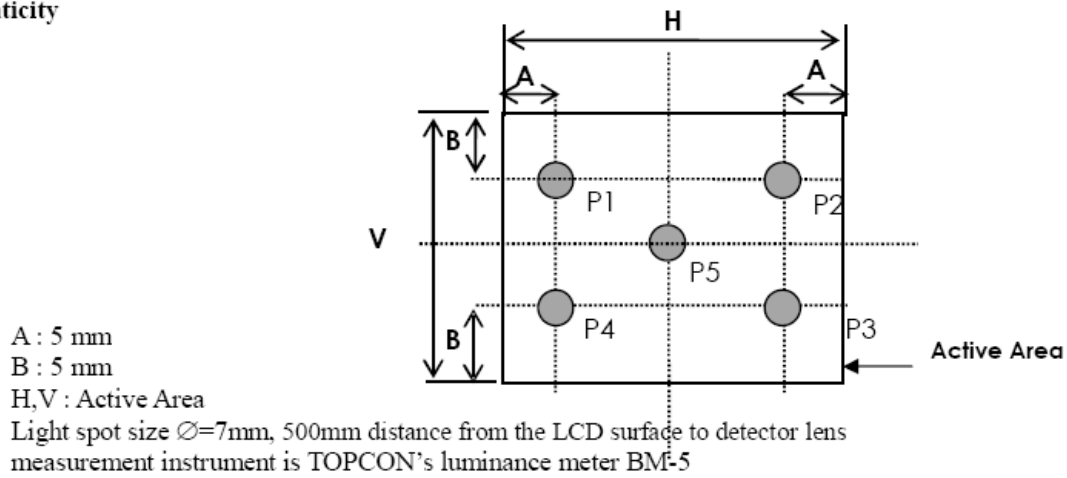 H
A
A
B
P1
P2
V
P5
B
P4
P3
Active Area
A : 5 mm
B : 5 mm
H,V : Active Area
Light spot size ∅=7mm, 500mm distance from the LCD surface to detector lens
measurement instrument is TOPCON's luminance meter BM-5